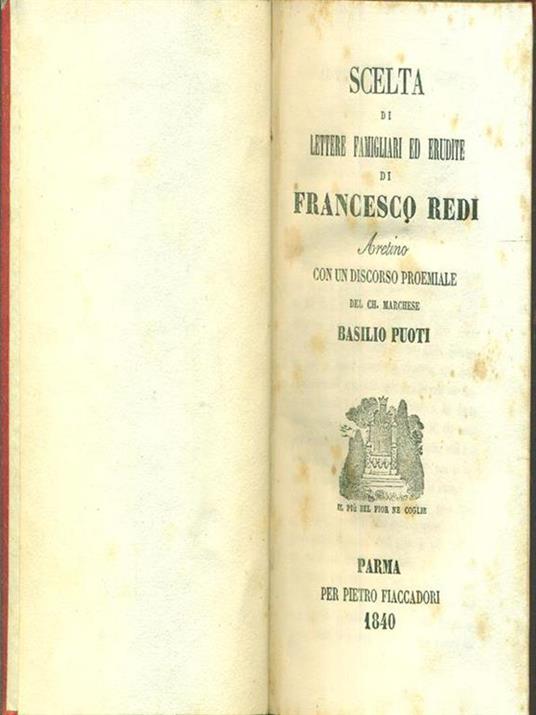 SCELTA
DI
LETTERE FAMIGLIARI ED ERUDITE
DI
FRANCESCO REDI
Aretino
CON UN DISCORSO PROEMIALE
DEL CH. MARCHESE
BASILIO PUOTI
IL PIÙ BEL FIOR NE COGLIE
PARMA
PER PIETRO FIACCADORI
1840